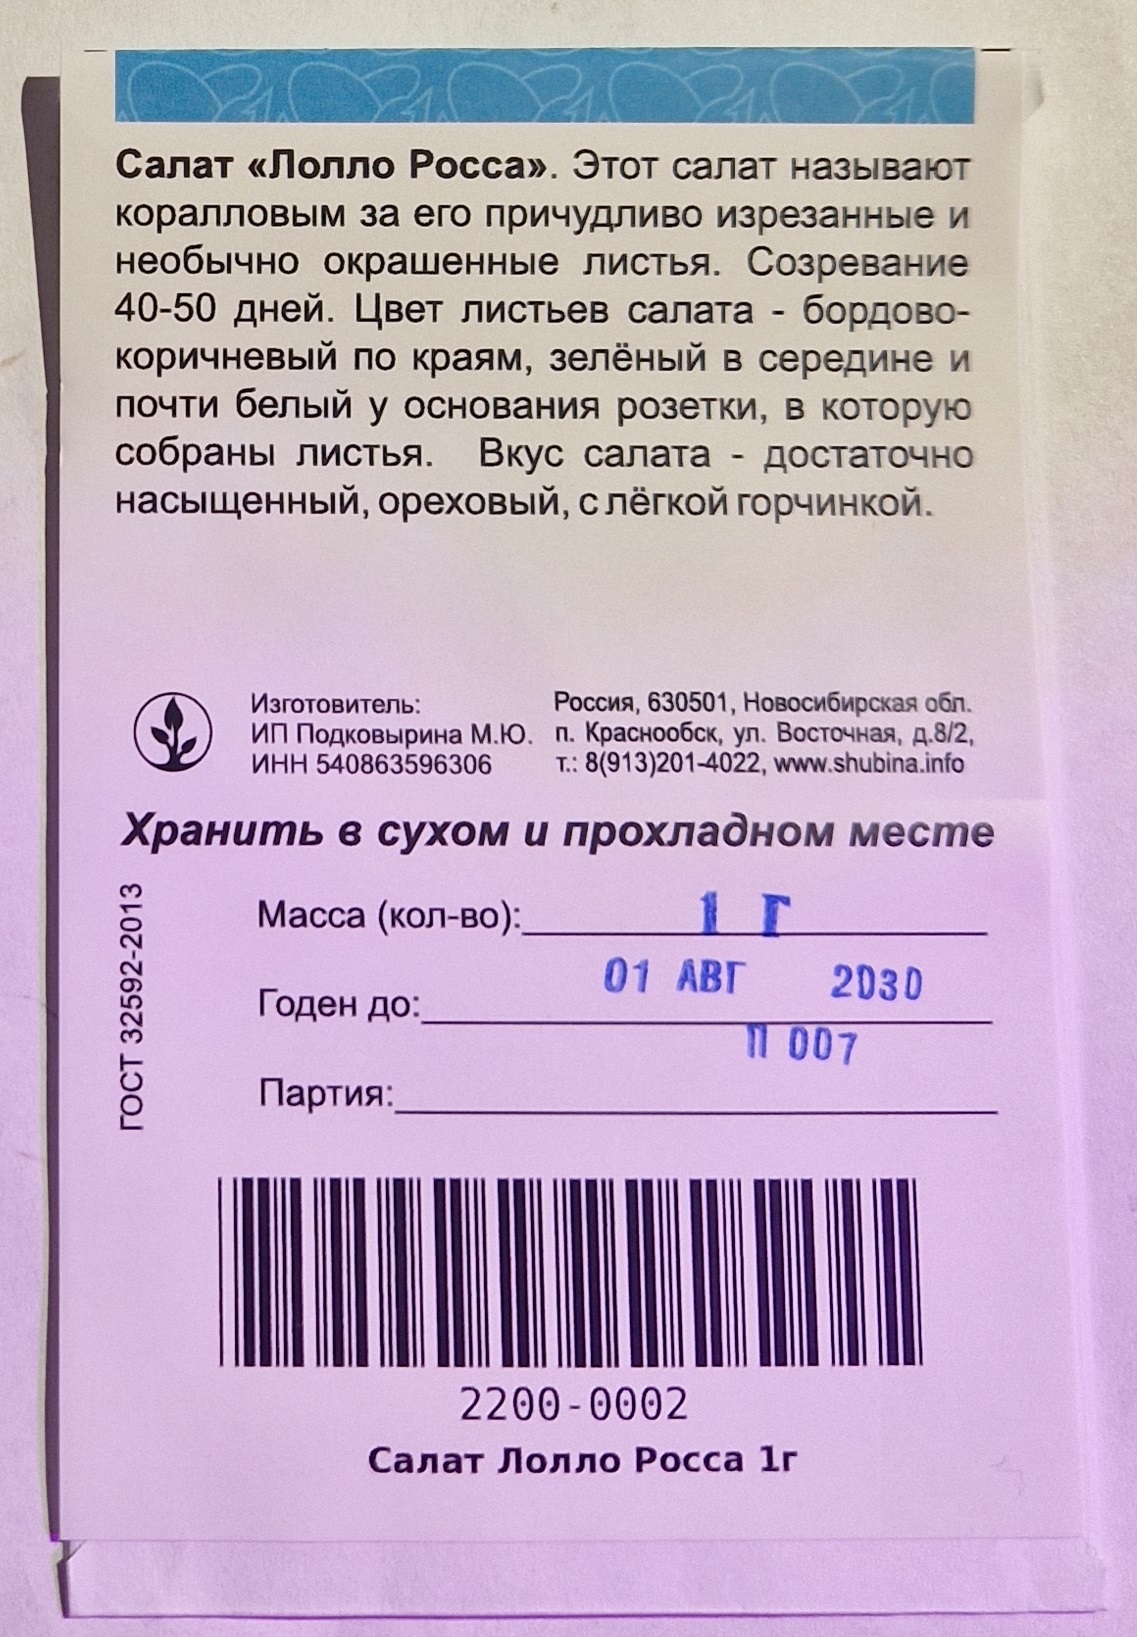 Салат «Лолло Росса». Этот салат называют
коралловым за его причудливо изрезанные и
необычно окрашенные листья. Созревание
40-50 дней. Цвет листьев салата - бордово-
коричневый по краям, зелёный в середине и
почти белый у основания розетки, в которую
собраны листья. Вкус салата - достаточно
насыщенный, ореховый, с лёгкой горчинкой.
Изготовитель:
ИП Подковырина М.Ю.
ИНН 540863596306
Россия, 630501, Новосибирская обл.
п. Краснообск, ул. Восточная, д.8/2,
т.: 8(913)201-4022, www.shubina.info
Хранить в сухом и прохладном месте
ГОСТ 32592-2013
Масса (кол-во): 1 Г
Годен до: 01 АВГ 2030
Партия: П 007
2200-0002
Салат Лолло Росса 1г